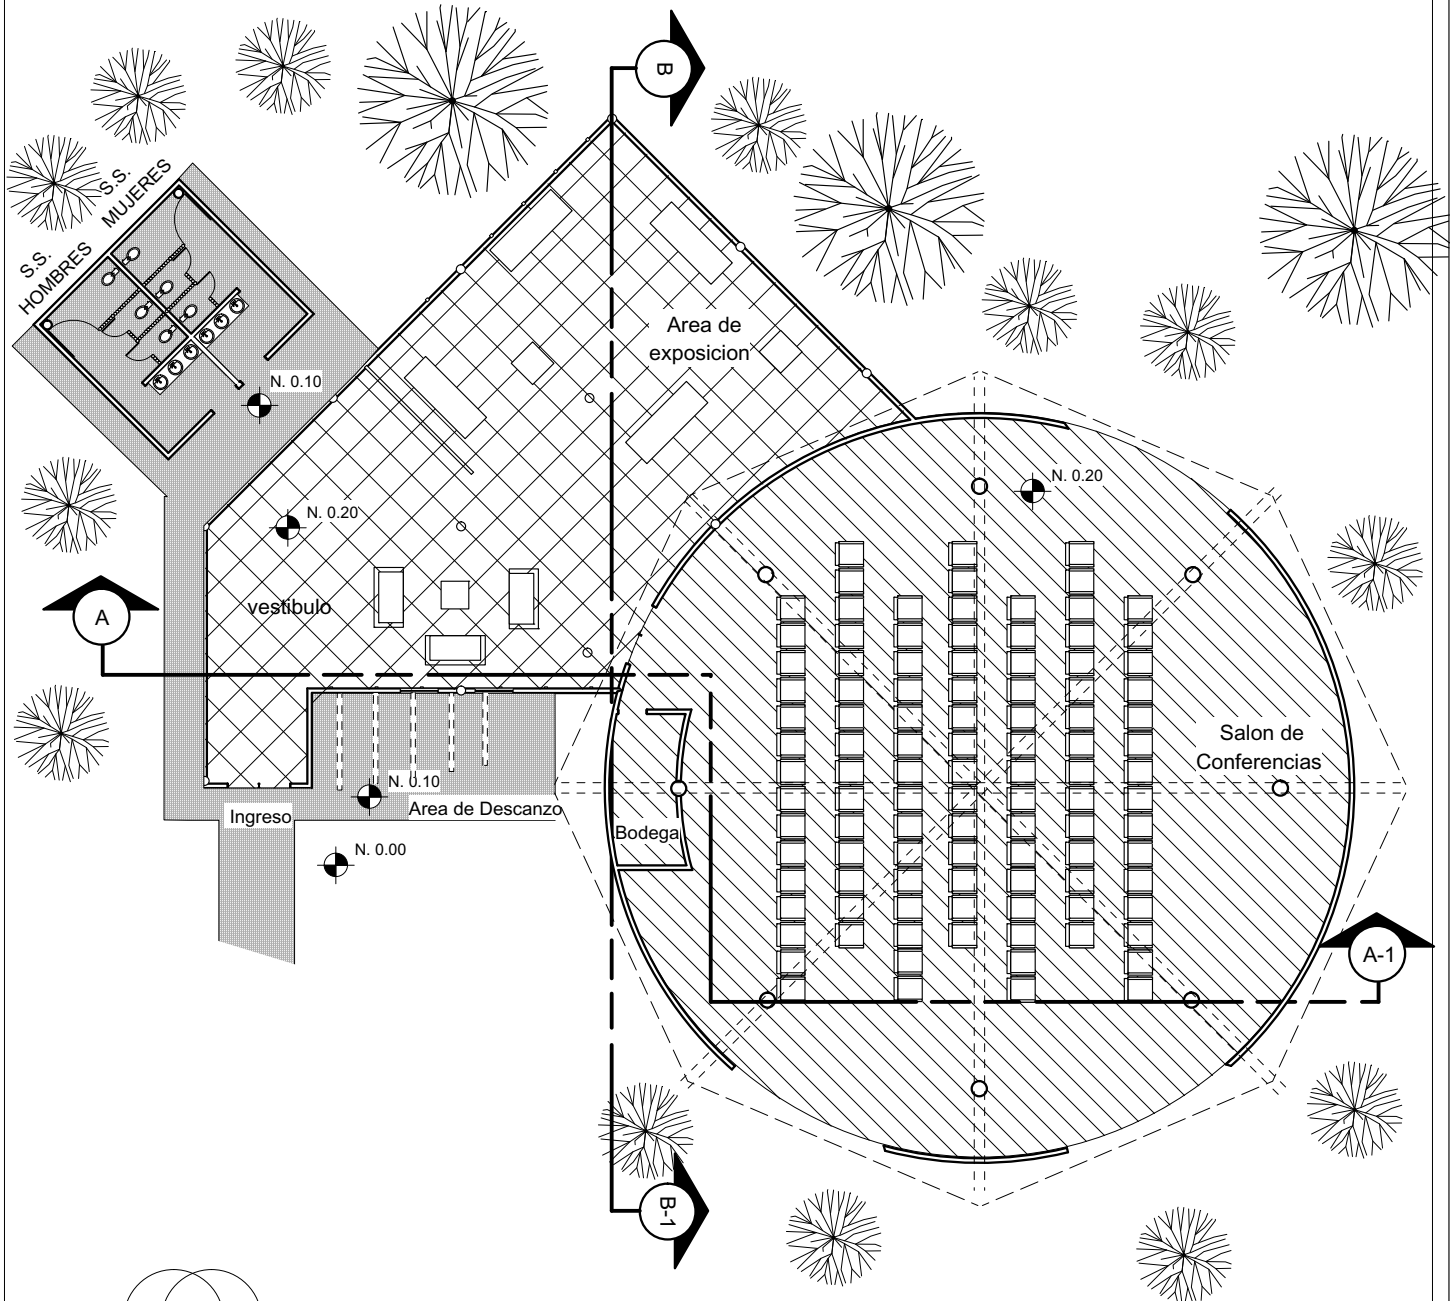 B
S.S.
MUJERES
S.S.
HOMBRES
Area de
exposicion
N. 0.10
N. 0.20
N. 0.20
vestibulo
A
Salon de
Conferencias
N. 0.10
Area de Descanzo
Ingreso
Bodega
N. 0.00
A-1
B-1